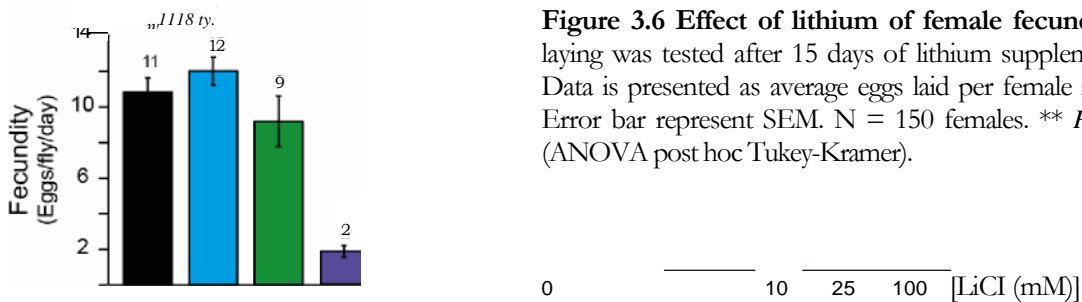 w1118 ty.
14
11
12
9
10
6
2
2
Fecundity
(Eggs/fly/day)
Figure 3.6 Effect of lithium of female fecun
laying was tested after 15 days of lithium supplen
Data is presented as average eggs laid per female
Error bar represent SEM. N = 150 females. **
(ANOVA post hoc Tukey-Kramer).
0 10 25 100 [LiCI (mM)]